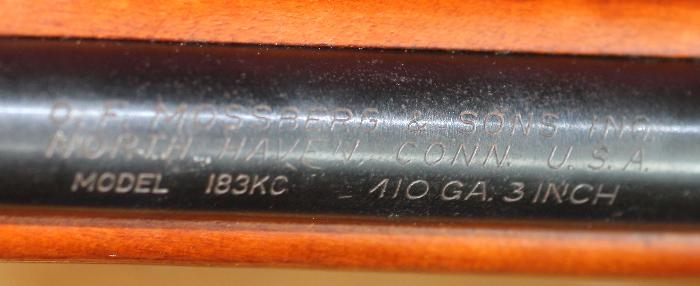 O. F. MOSSBERG & SONS INC.
NORTH HAVEN, CONN. U.S.A.
MODEL 183KC - 410 GA. 3 INCH